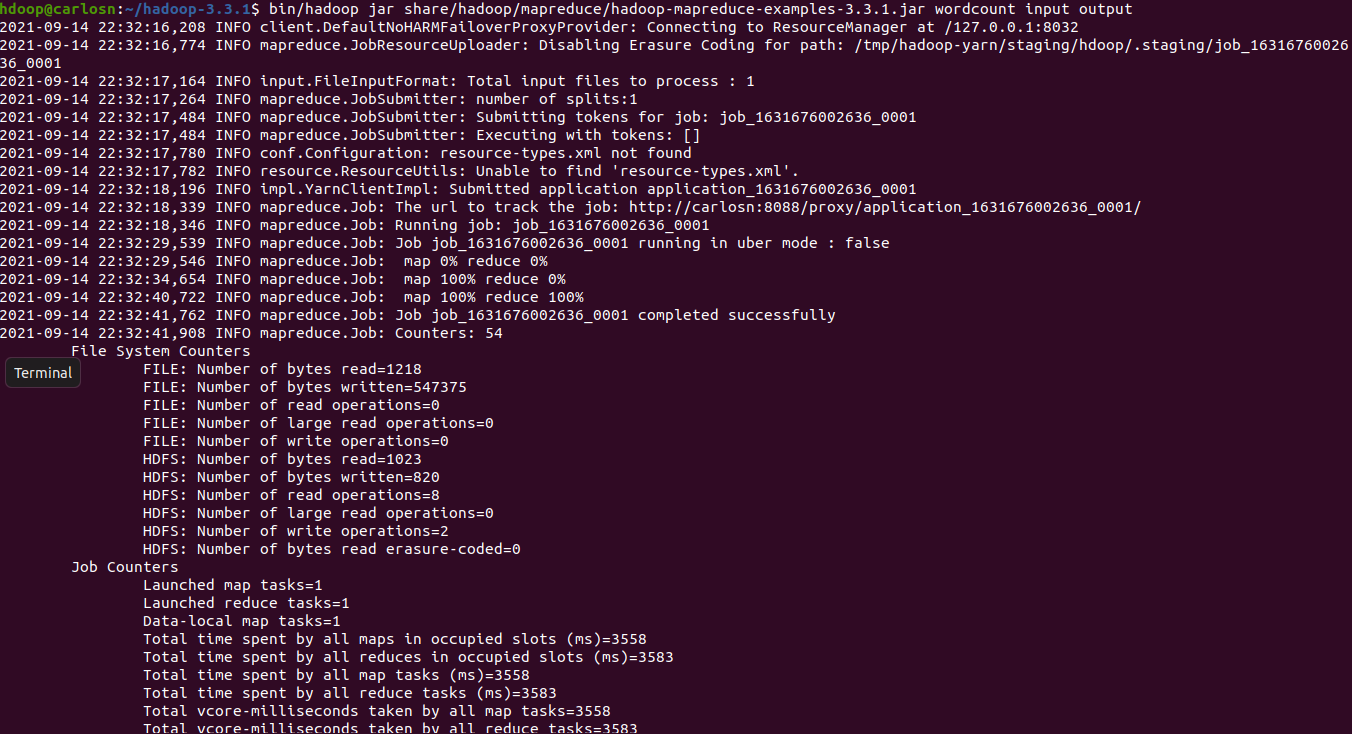 hdoop@carlosn:~/hadoop-3.3.1$ bin/hadoop jar share/hadoop/mapreduce/hadoop-mapreduce-examples-3.3.1.jar wordcount input output
2021-09-14 22:32:16,208 INFO client.DefaultNoHARMFailoverProxyProvider: Connecting to ResourceManager at /127.0.0.1:8032
2021-09-14 22:32:16,774 INFO mapreduce.JobResourceUploader: Disabling Erasure Coding for path: /tmp/hadoop-yarn/staging/hdoop/.staging/job_16316760026
36_0001
2021-09-14 22:32:17,164 INFO input.FileInputFormat: Total input files to process : 1
2021-09-14 22:32:17,264 INFO mapreduce.JobSubmitter: number of splits:1
2021-09-14 22:32:17,484 INFO mapreduce.JobSubmitter: Submitting tokens for job: job_1631676002636_0001
2021-09-14 22:32:17,484 INFO mapreduce.JobSubmitter: Executing with tokens: []
2021-09-14 22:32:17,780 INFO conf.Configuration: resource-types.xml not found
2021-09-14 22:32:17,782 INFO resource.ResourceUtils: Unable to find 'resource-types.xml'.
2021-09-14 22:32:18,196 INFO impl.YarnClientImpl: Submitted application application_1631676002636_0001
2021-09-14 22:32:18,339 INFO mapreduce.Job: The url to track the job: http://carlosn:8088/proxy/application_1631676002636_0001/
2021-09-14 22:32:18,346 INFO mapreduce.Job: Running job: job_1631676002636_0001
2021-09-14 22:32:29,539 INFO mapreduce.Job: Job job_1631676002636_0001 running in uber mode : false
2021-09-14 22:32:29,546 INFO mapreduce.Job:  map 0% reduce 0%
2021-09-14 22:32:34,654 INFO mapreduce.Job:  map 100% reduce 0%
2021-09-14 22:32:40,722 INFO mapreduce.Job:  map 100% reduce 100%
2021-09-14 22:32:41,762 INFO mapreduce.Job: Job job_1631676002636_0001 completed successfully
2021-09-14 22:32:41,908 INFO mapreduce.Job: Counters: 54
File System Counters
Terminal
FILE: Number of bytes read=1218
FILE: Number of bytes written=547375
FILE: Number of read operations=0
FILE: Number of large read operations=0
FILE: Number of write operations=0
HDFS: Number of bytes read=1023
HDFS: Number of bytes written=820
HDFS: Number of read operations=8
HDFS: Number of large read operations=0
HDFS: Number of write operations=2
HDFS: Number of bytes read erasure-coded=0
Job Counters
Launched map tasks=1
Launched reduce tasks=1
Data-local map tasks=1
Total time spent by all maps in occupied slots (ms)=3558
Total time spent by all reduces in occupied slots (ms)=3583
Total time spent by all map tasks (ms)=3558
Total time spent by all reduce tasks (ms)=3583
Total vcore-milliseconds taken by all map tasks=3558
Total vcore-milliseconds taken by all reduce tasks=3583